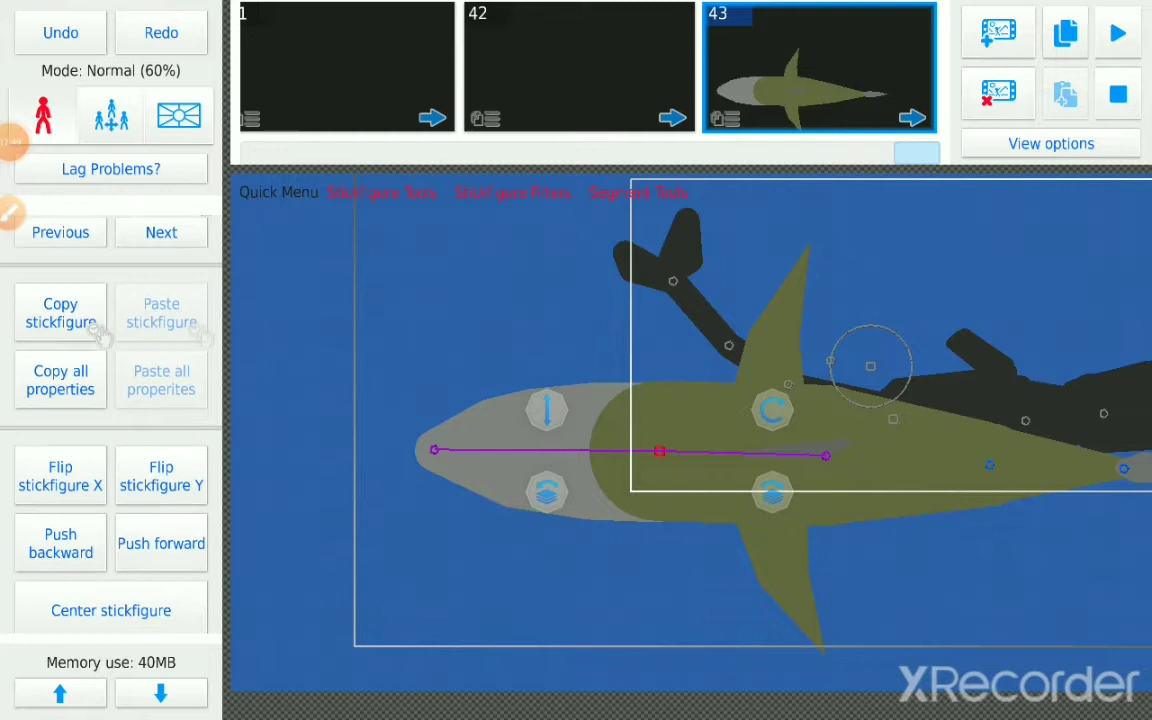 Undo
Redo
Mode: Normal (60%)
Lag Problems?
Previous
Next
Copy stickfigure
Paste stickfigure
Copy all properties
Paste all properites
Flip stickfigure X
Flip stickfigure Y
Push backward
Push forward
Center stickfigure
Memory use: 40MB
1
42
43
View options
Quick Menu Stickfigure Tools Stickfigure Filters Segment Tools
XRecorder